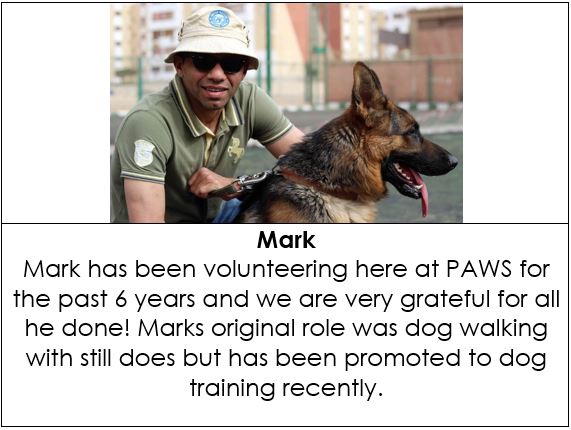 Mark
Mark has been volunteering here at PAWS for
the past 6 years and we are very grateful for all
he done! Marks original role was dog walking
with still does but has been promoted to dog
training recently.